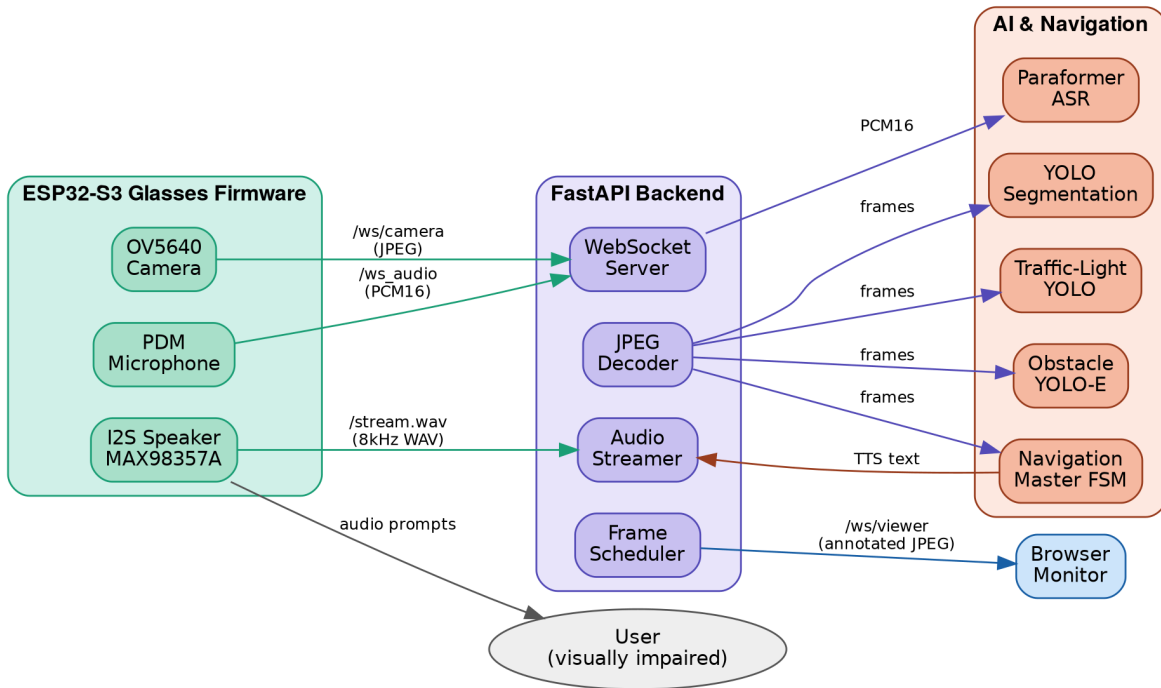 ESP32-S3 Glasses Firmware
OV5640
Camera
PDM
Microphone
I2S Speaker
MAX98357A
/ws/camera
(JPEG)
/ws_audio
(PCM16)
/stream.wav
(8kHz WAV)
audio prompts
FastAPI Backend
WebSocket
Server
JPEG
Decoder
Audio
Streamer
Frame
Scheduler
User
(visually impaired)
PCM16
frames
frames
frames
frames
TTS text
/ws/viewer
(annotated JPEG)
AI & Navigation
Paraformer
ASR
YOLO
Segmentation
Traffic-Light
YOLO
Obstacle
YOLO-E
Navigation
Master FSM
Browser
Monitor